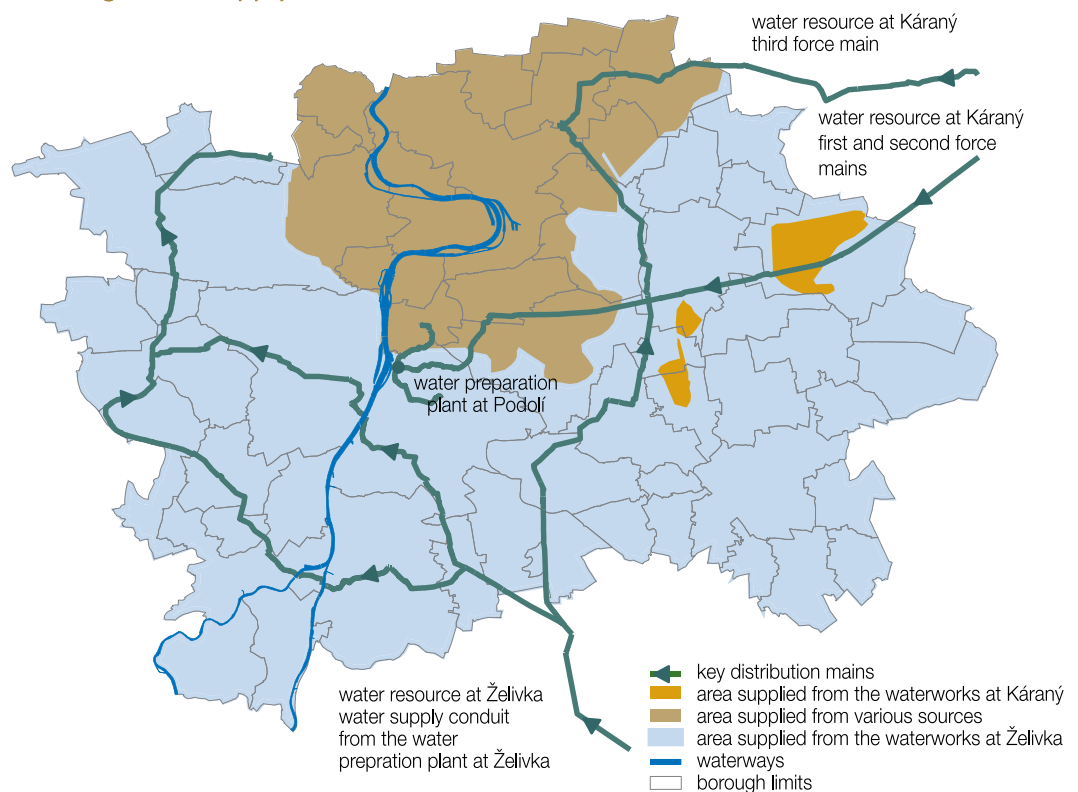 water resource at Káraný
third force main
water resource at Káraný
first and second force
mains
water preparation
plant at Podolí
water resource at Želivka
water supply conduit
from the water
prepration plant at Želivka
key distribution mains
area supplied from the waterworks at Káraný
area supplied from various sources
area supplied from the waterworks at Želivka
waterways
borough limits